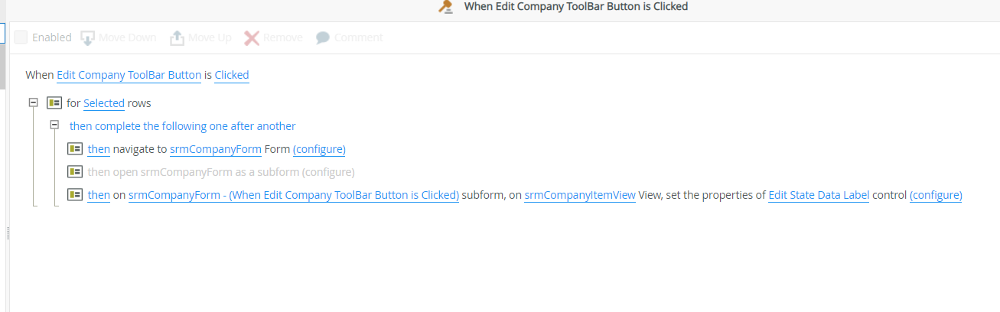 When Edit Company ToolBar Button is Clicked
Enabled Move Down Move Up Remove Comment
When Edit Company ToolBar Button is Clicked
for Selected rows
then complete the following one after another
then navigate to srmCompanyForm Form (configure)
then open srmCompanyForm as a subform (configure)
then on srmCompanyForm - (When Edit Company ToolBar Button is Clicked) subform, on srmCompanyItemView View, set the properties of Edit State Data Label control (configure)